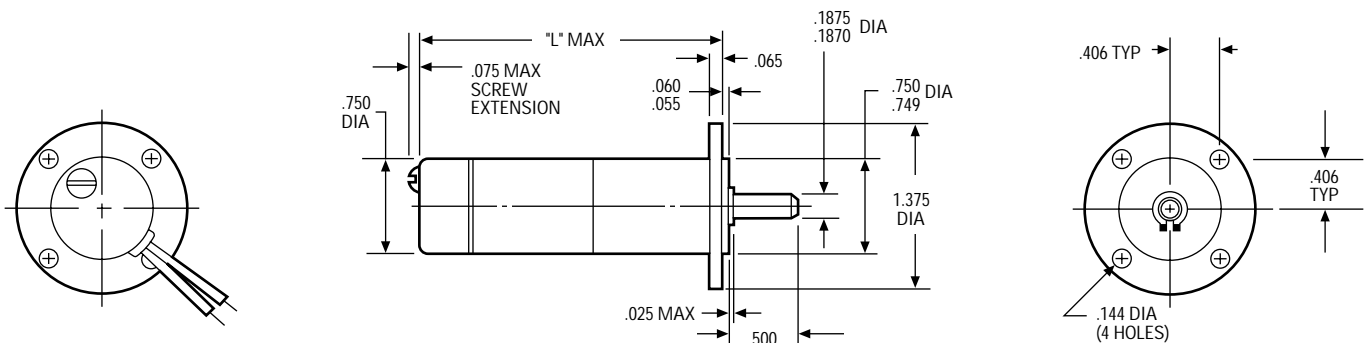 "L" MAX
.075 MAX
SCREW
EXTENSION
.750
DIA
.065
.060
.055
.1875
.1870
DIA
.750
.749
DIA
1.375
DIA
.025 MAX
.500
.406 TYP
.406
TYP
.144 DIA
(4 HOLES)